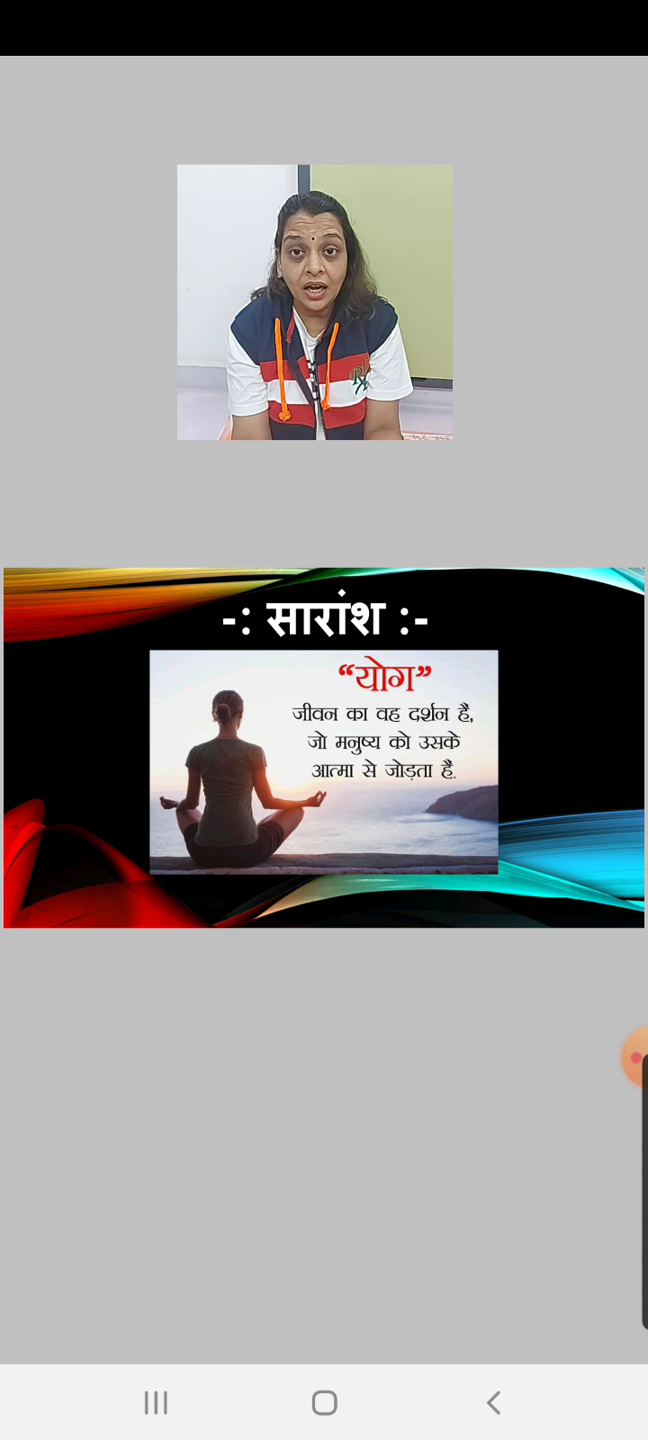 -: सारांश :-
“योग”
जीवन का वह दर्शन है,
जो मनुष्य को उसके
आत्मा से जोड़ता है.